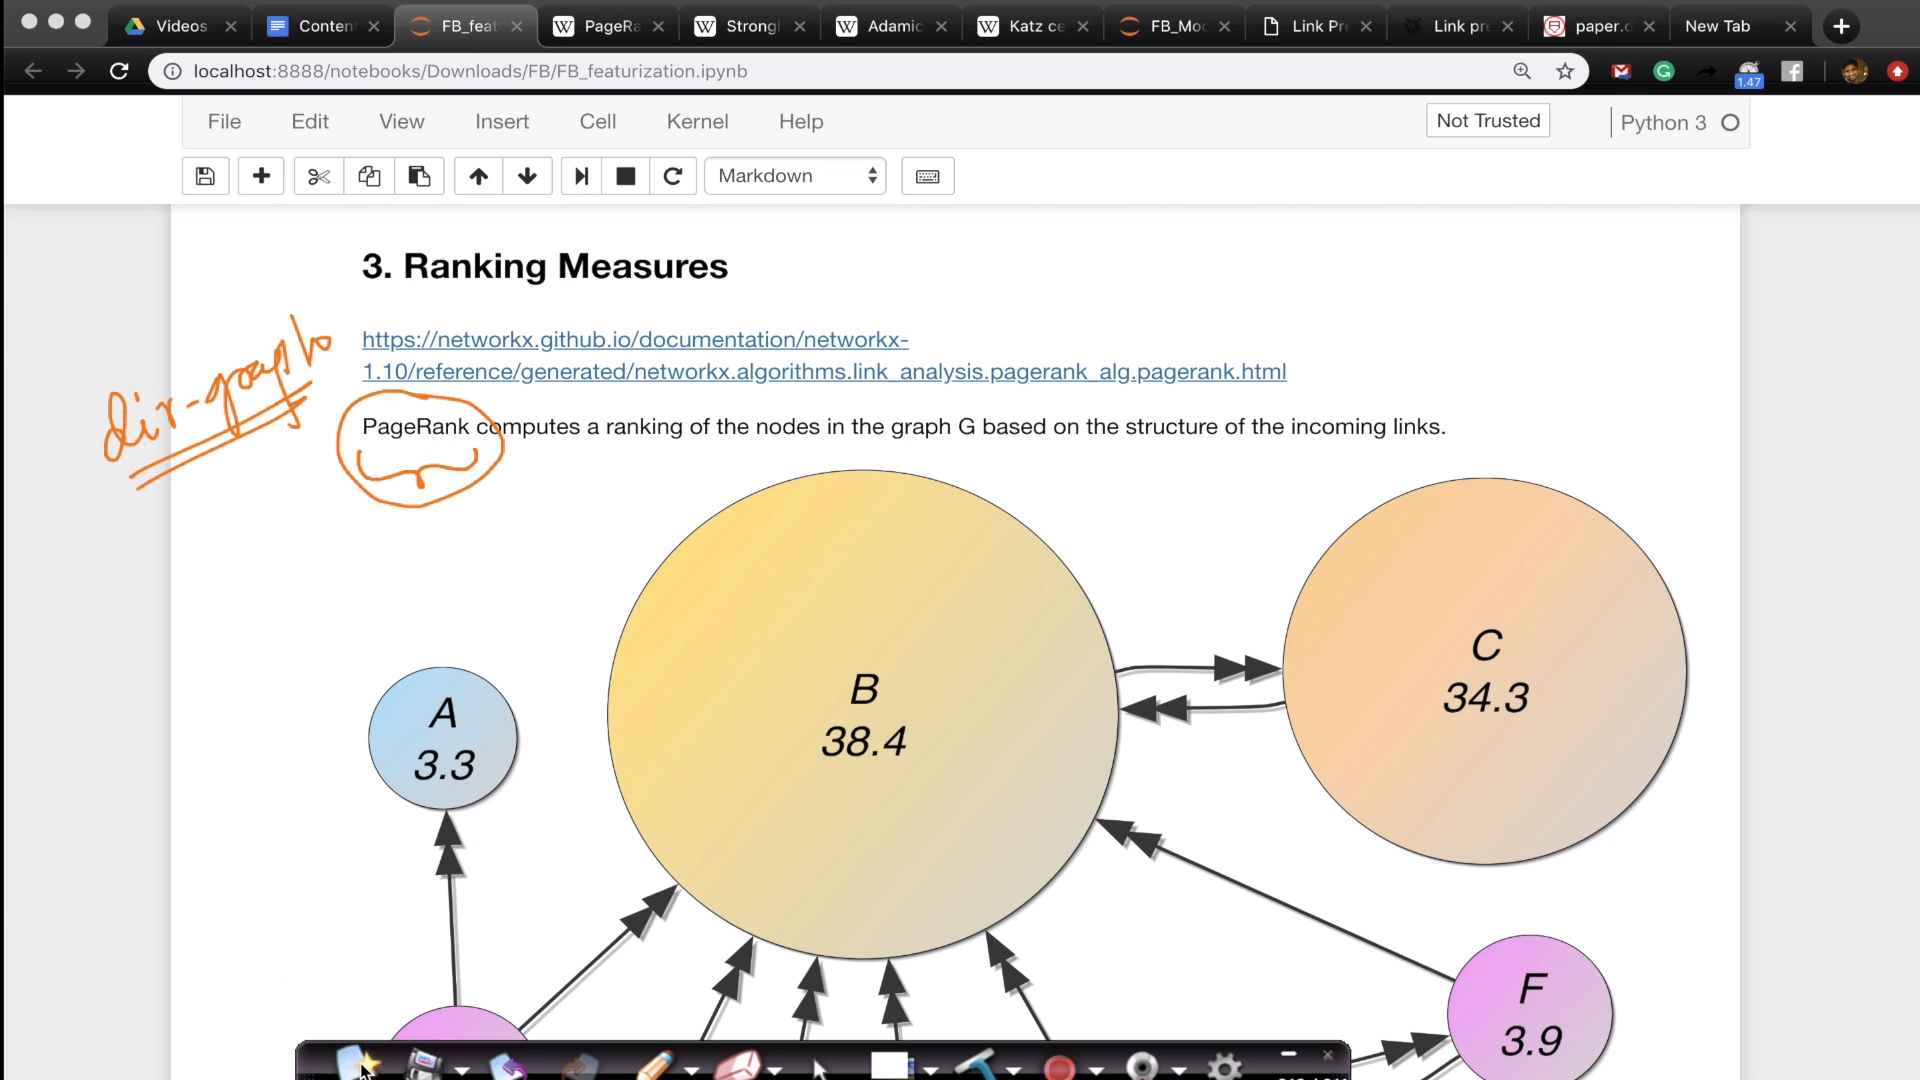 Videos
Conten
FB_feat
PageRa
Strongl
Adamic
Katz ce
FB_Moc
Link Pr
Link pre
paper.c
New Tab
localhost:8888/notebooks/Downloads/FB/FB_featurization.ipynb
1.47
File Edit View Insert Cell Kernel Help
Not Trusted
Python 3
Markdown
3. Ranking Measures
https://networkx.github.io/documentation/networkx-
1.10/reference/generated/networkx.algorithms.link_analysis.pagerank_alg.pagerank.html
dir-graph
PageRank computes a ranking of the nodes in the graph G based on the structure of the incoming links.
B
38.4
C
34.3
A
3.3
F
3.9